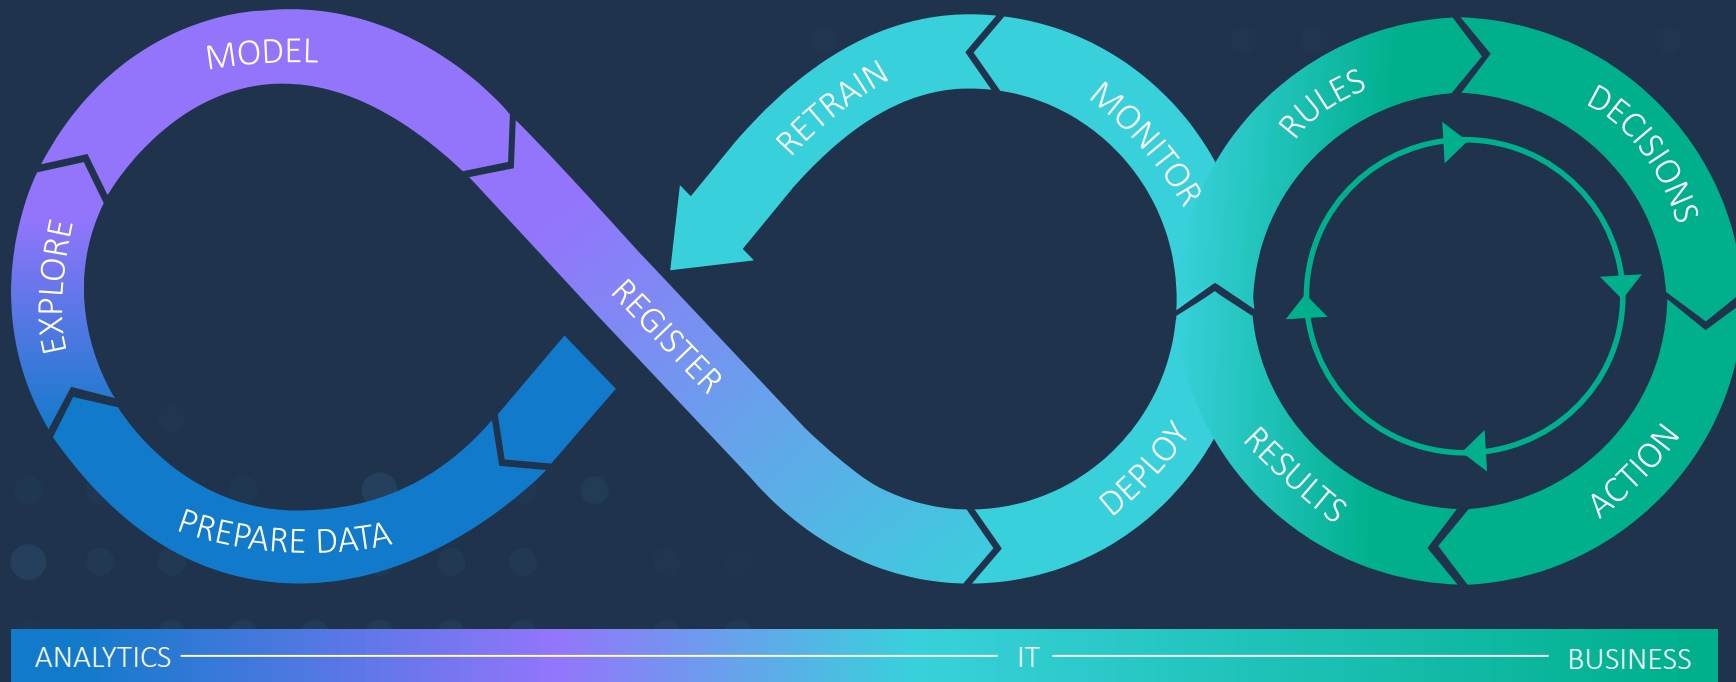 MODEL
EXPLORE
PREPARE DATA
REGISTER
RETRAIN
MONITOR
DEPLOY
RULES
DECISIONS
RESULTS
ACTION
ANALYTICS
IT
BUSINESS